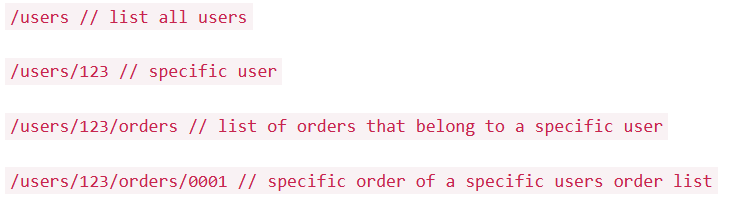 /users // list all users
/users/123 // specific user
/users/123/orders // list of orders that belong to a specific user
/users/123/orders/0001 // specific order of a specific users order list